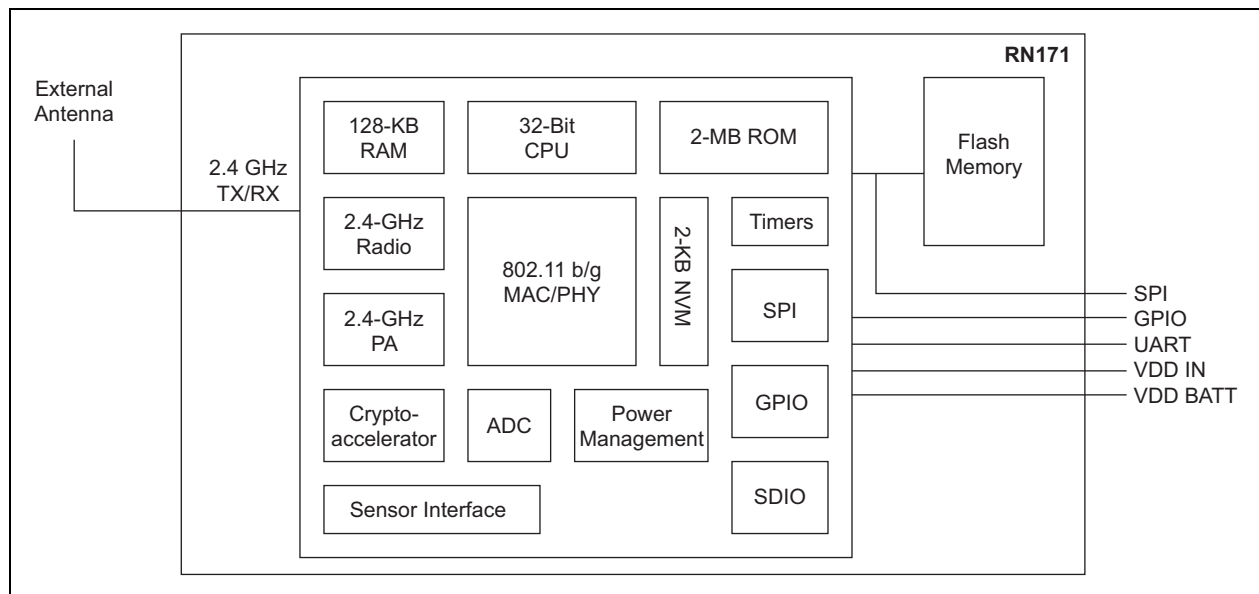 RN171
External
Antenna
2.4 GHz
TX/RX
128-KB
RAM
32-Bit
CPU
2-MB ROM
Flash
Memory
2.4-GHz
Radio
802.11 b/g
MAC/PHY
2-KB NVM
Timers
2.4-GHz
PA
SPI
SPI
GPIO
UART
VDD IN
VDD BATT
Crypto-
accelerator
ADC
Power
Management
GPIO
Sensor Interface
SDIO